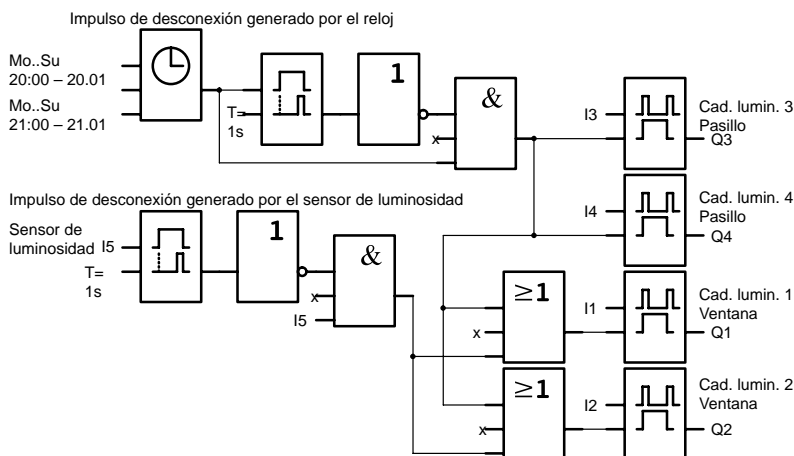 Impulso de desconexión generado por el reloj
Mo..Su
20:00 – 20.01
Mo..Su
21:00 – 21.01
T=
1s
1
&
x
I3
Cad. lumin. 3
Pasillo
Q3
I4
Cad. lumin. 4
Pasillo
Q4
Impulso de desconexión generado por el sensor de luminosidad
Sensor de
luminosidad
I5
T=
1s
1
&
x
I5
≥1
x
I1
Cad. lumin. 1
Ventana
Q1
≥1
x
I2
Cad. lumin. 2
Ventana
Q2